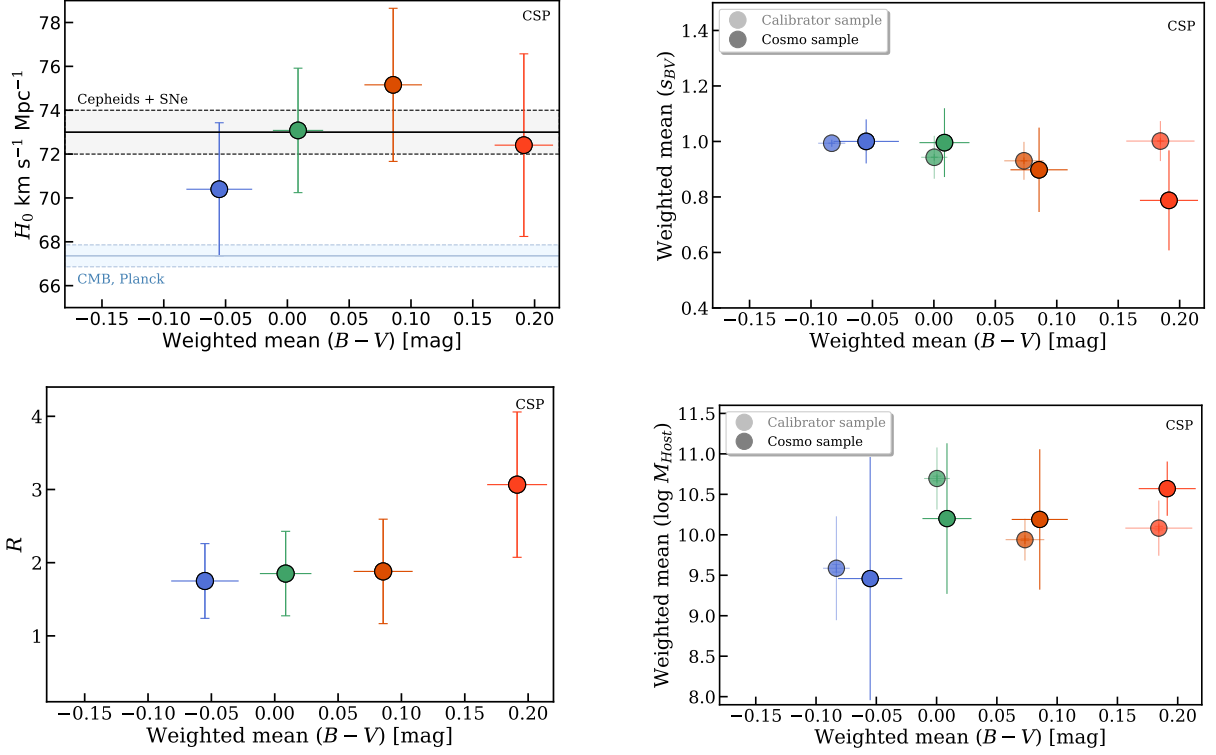 CSP
78
76
74
72
70
68
66
Cepheids + SNe
CMB, Planck
H₀ km s⁻¹ Mpc⁻¹
−0.15 −0.10 −0.05 0.00 0.05 0.10 0.15 0.20
Weighted mean (B − V) [mag]
Calibrator sample
Cosmo sample
CSP
1.4
1.2
1.0
0.8
0.6
0.4
Weighted mean (s_BV)
−0.15 −0.10 −0.05 0.00 0.05 0.10 0.15 0.20
Weighted mean (B − V) [mag]
CSP
4
3
2
1
R
−0.15 −0.10 −0.05 0.00 0.05 0.10 0.15 0.20
Weighted mean (B − V) [mag]
Calibrator sample
Cosmo sample
CSP
11.5
11.0
10.5
10.0
9.5
9.0
8.5
8.0
Weighted mean (log M_Host)
−0.15 −0.10 −0.05 0.00 0.05 0.10 0.15 0.20
Weighted mean (B − V) [mag]